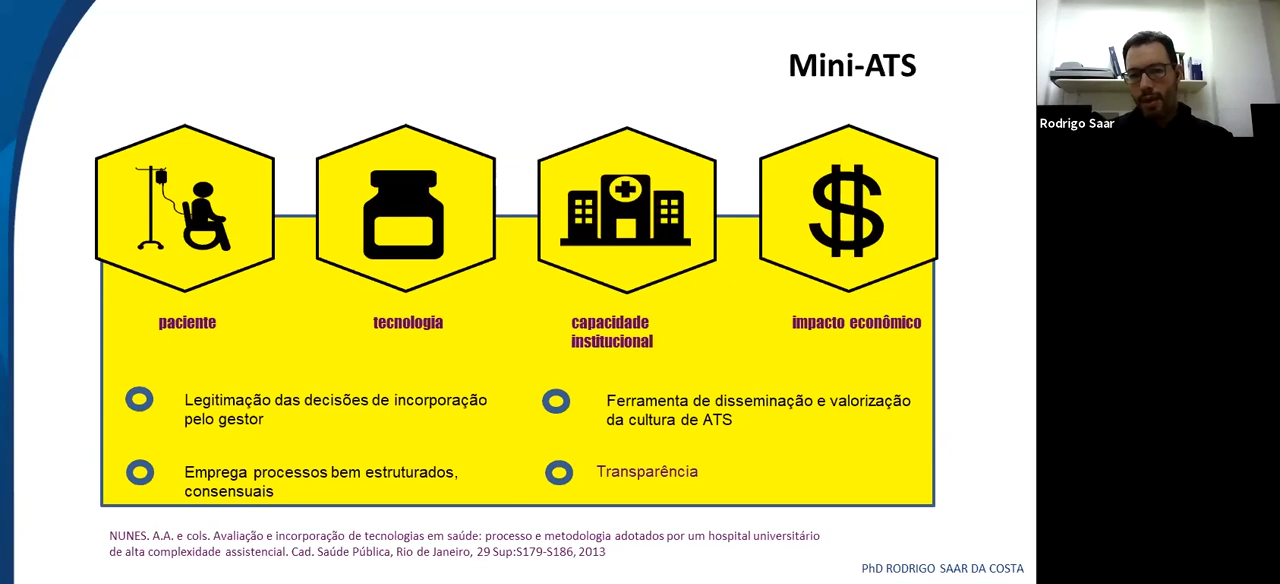 Mini-ATS
Rodrigo Saar
paciente
tecnologia
capacidade
institucional
impacto econômico
Legitimação das decisões de incorporação
pelo gestor
Ferramenta de disseminação e valorização
da cultura de ATS
Emprega processos bem estruturados,
consensuais
Transparência
NUNES. A.A. e cols. Avaliação e incorporação de tecnologias em saúde: processo e metodologia adotados por um hospital universitário
de alta complexidade assistencial. Cad. Saúde Pública, Rio de Janeiro, 29 Sup:S179-S186, 2013
PhD RODRIGO SAAR DA COSTA